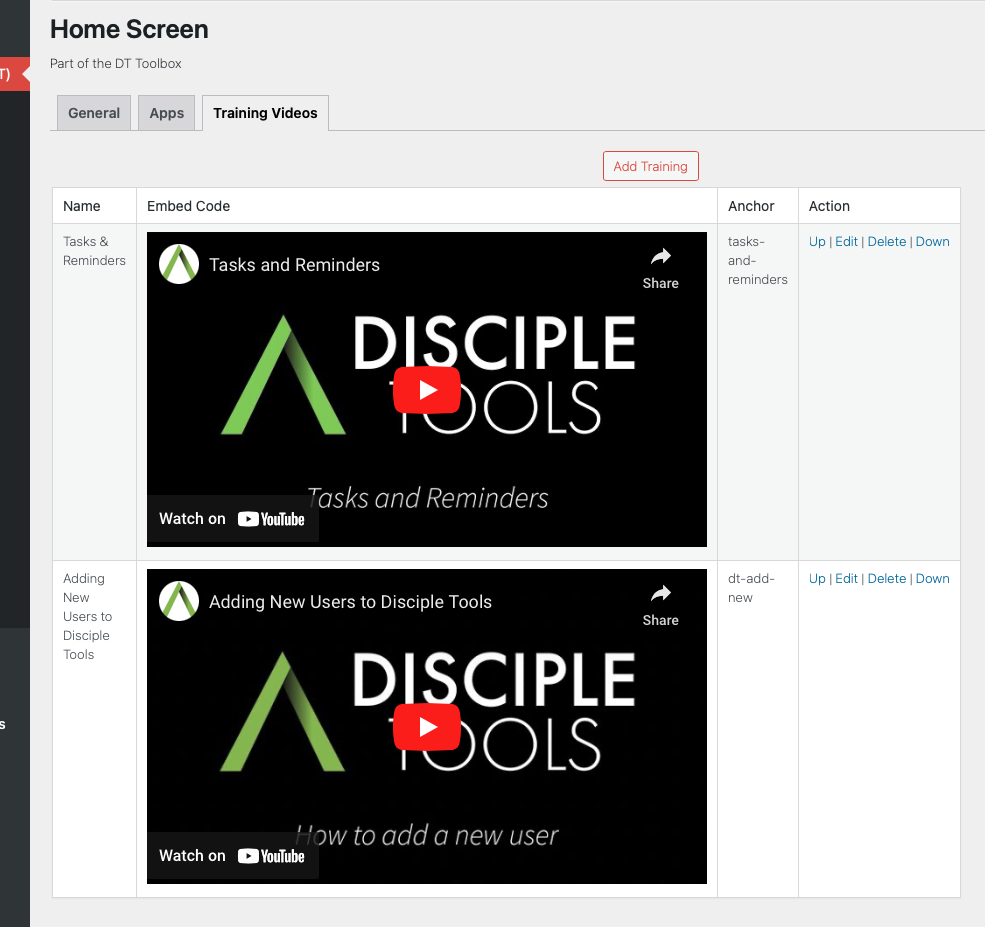 Home Screen
Part of the DT Toolbox
T)
General
Apps
Training Videos
Add Training
Name
Embed Code
Anchor
Action
Tasks &
Reminders
Tasks and Reminders
Share
DISCIPLE
TOOLS
Tasks and Reminders
Watch on YouTube
tasks-
and-
reminders
Up | Edit | Delete | Down
Adding
New
Users to
Disciple
Tools
Adding New Users to Disciple Tools
Share
DISCIPLE
TOOLS
How to add a new user
Watch on YouTube
dt-add-
new
Up | Edit | Delete | Down
s